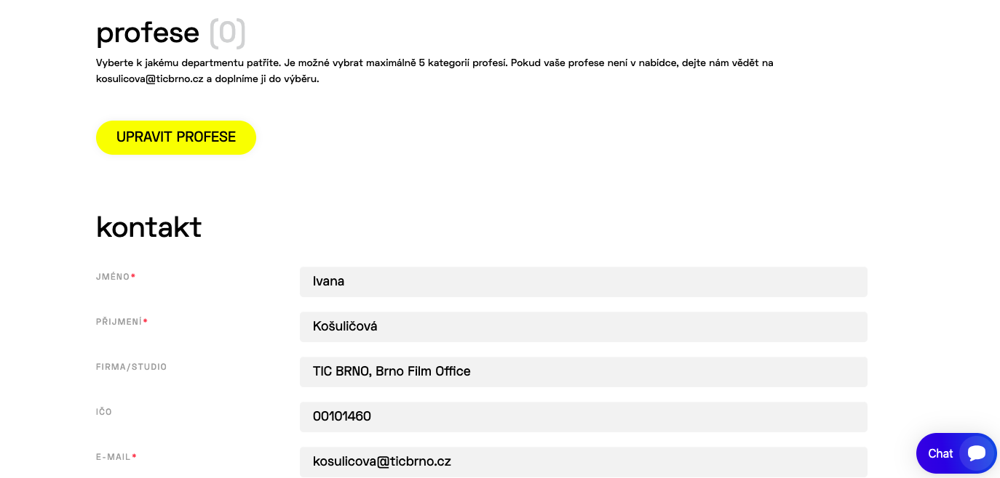 profese (0)
Vyberte k jakému departmentu patříte. Je možné vybrat maximálně 5 kategorií profesí. Pokud vaše profese není v nabídce, dejte nám vědět na
kosulicova@ticbrno.cz a doplníme ji do výběru.
UPRAVIT PROFESE
kontakt
JMÉNO*
Ivana
PŘIJMENÍ*
Košuličová
FIRMA/STUDIO
TIC BRNO, Brno Film Office
IČO
00101460
E-MAIL*
kosulicova@ticbrno.cz
Chat